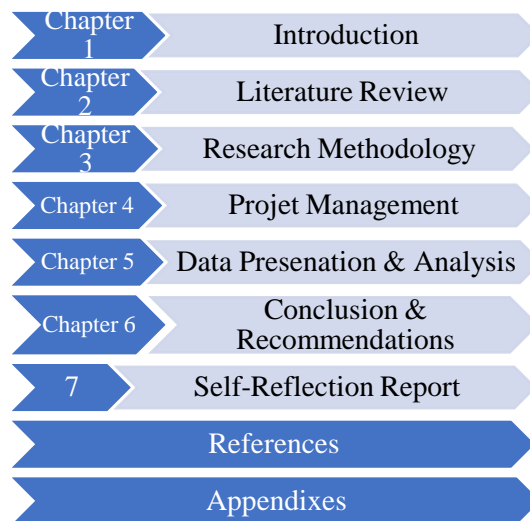 Chapter
1
Introduction
Chapter
2
Literature Review
Chapter
3
Research Methodology
Chapter 4
Projet Management
Chapter 5
Data Presenation & Analysis
Chapter 6
Conclusion &
Recommendations
7
Self-Reflection Report
References
Appendixes